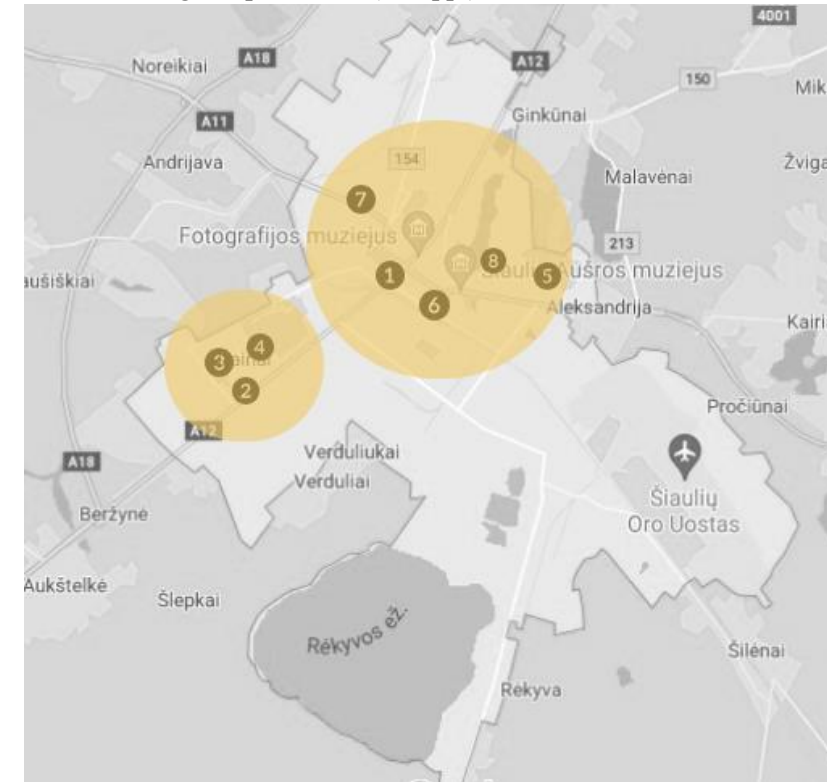 4001
Noreikiai
A18
A12
150
Mik
A11
Ginkūnai
154
Andrijava
Malavėnai
Žviga
7
Fotografijos muziejus
213
8
aušiškiai
1
Aušros muziejus
5
6
Aleksandrija
Kairi
4
3
2
Pročiūnai
A12
Verduliukai
A18
Verduliai
Šiaulių
Oro Uostas
Beržynė
Aukštelkė
Šlepkai
Rėkyvos ež.
Šilėnai
Rėkyva